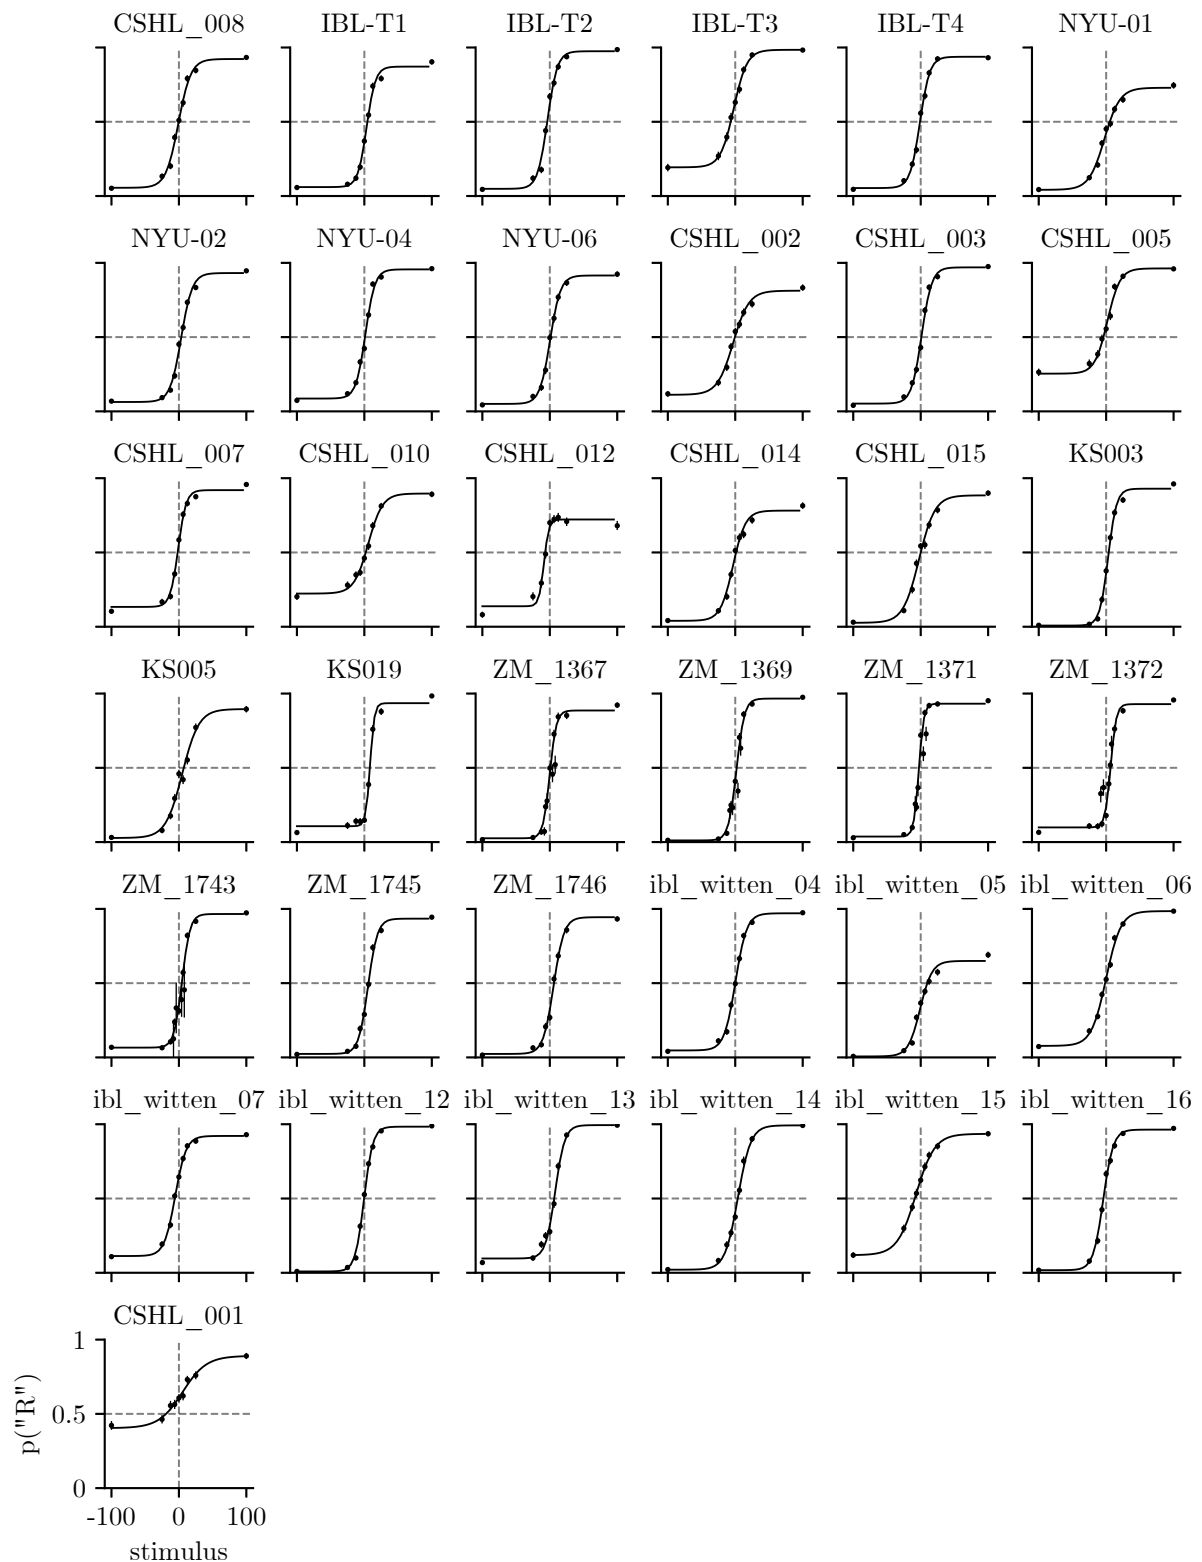 CSHL_008 IBL-T1 IBL-T2 IBL-T3 IBL-T4 NYU-01
NYU-02 NYU-04 NYU-06 CSHL_002 CSHL_003 CSHL_005
CSHL_007 CSHL_010 CSHL_012 CSHL_014 CSHL_015 KS003
KS005 KS019 ZM_1367 ZM_1369 ZM_1371 ZM_1372
ZM_1743 ZM_1745 ZM_1746 ibl_witten_04 ibl_witten_05 ibl_witten_06
ibl_witten_07 ibl_witten_12 ibl_witten_13 ibl_witten_14 ibl_witten_15 ibl_witten_16
CSHL_001
1
0.5
0
p("R")
-100 0 100
stimulus